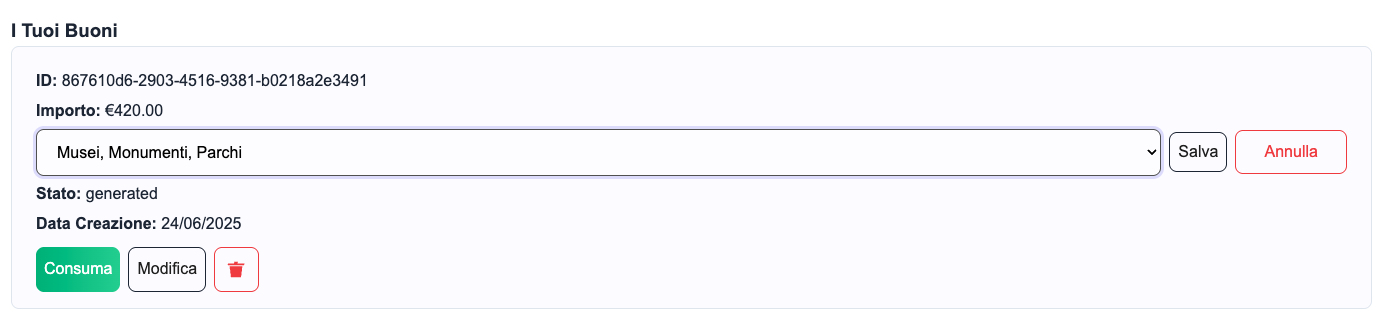 I Tuoi Buoni
ID: 867610d6-2903-4516-9381-b0218a2e3491
Importo: €420.00
Musei, Monumenti, Parchi Salva Annulla
Stato: generated
Data Creazione: 24/06/2025
Consuma Modifica